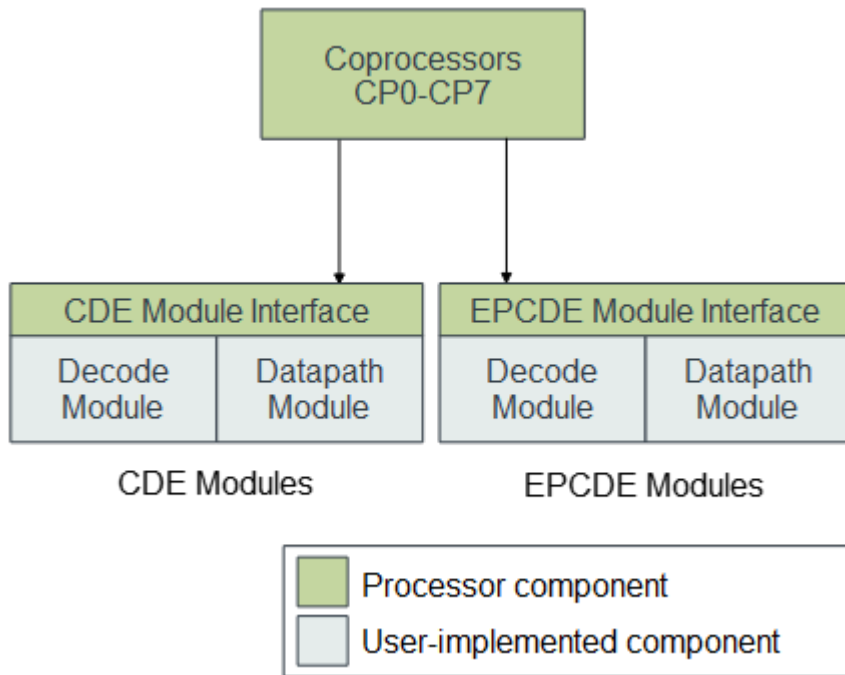 Coprocessors
CP0-CP7
CDE Module Interface
Decode
Module
Datapath
Module
CDE Modules
EPCDE Module Interface
Decode
Module
Datapath
Module
EPCDE Modules
Processor component
User-implemented component